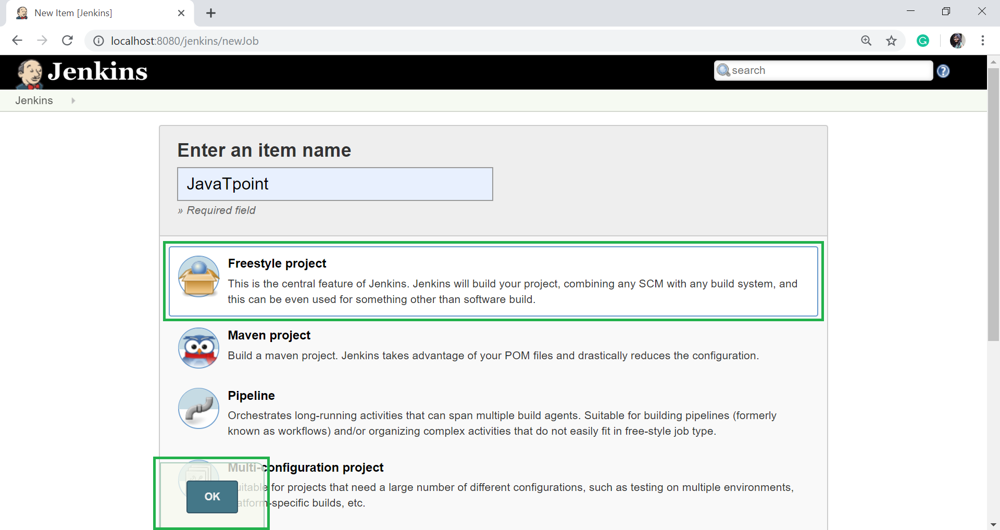 New Item [Jenkins]
localhost:8080/jenkins/newJob
Jenkins
search
Jenkins
Enter an item name
JavaTpoint
» Required field
Freestyle project
This is the central feature of Jenkins. Jenkins will build your project, combining any SCM with any build system, and
this can be even used for something other than software build.
Maven project
Build a maven project. Jenkins takes advantage of your POM files and drastically reduces the configuration.
Pipeline
Orchestrates long-running activities that can span multiple build agents. Suitable for building pipelines (formerly
known as workflows) and/or organizing complex activities that do not easily fit in free-style job type.
Multi-configuration project
for projects that need a large number of different configurations, such as testing on multiple environments,
-specific builds, etc.
OK